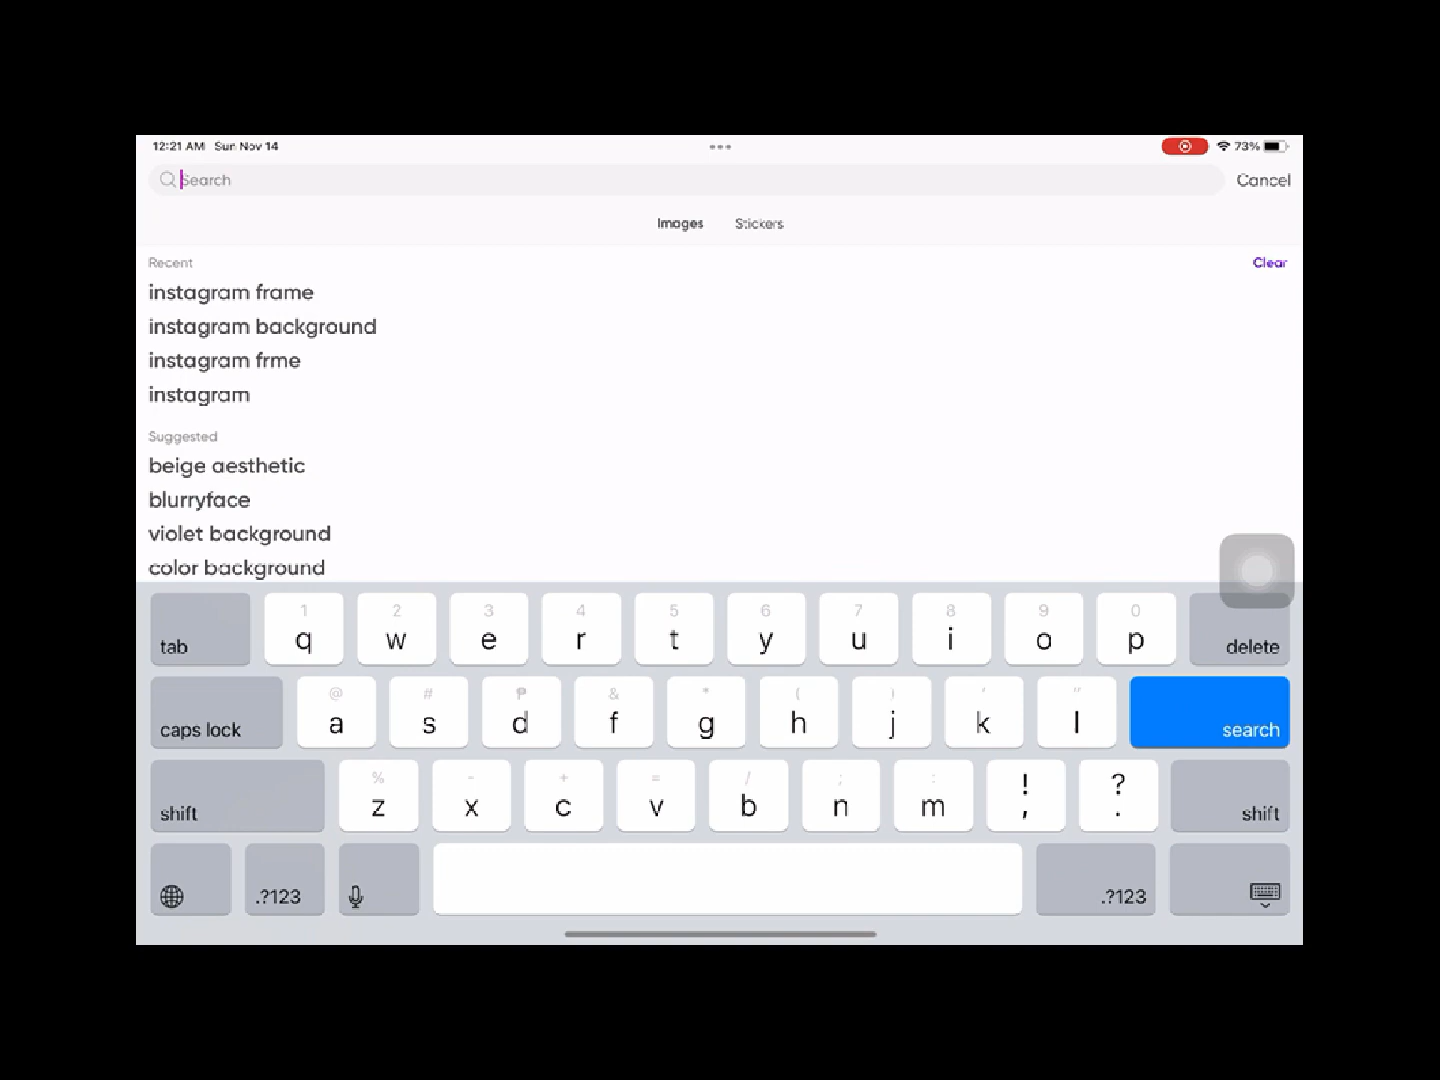 12:21 AM Sun Nov 14
73%
Search
Cancel
Images Stickers
Recent
Clear
instagram frame
instagram background
instagram frme
instagram
Suggested
beige aesthetic
blurryface
violet background
color background
1 2 3 4 5 6 7 8 9 0
tab q w e r t y u i o p delete
@ # ₱ & * ( ) ' "
caps lock a s d f g h j k l search
% - + = / ; : ! ?
shift z x c v b n m , . shift
.?123 .?123